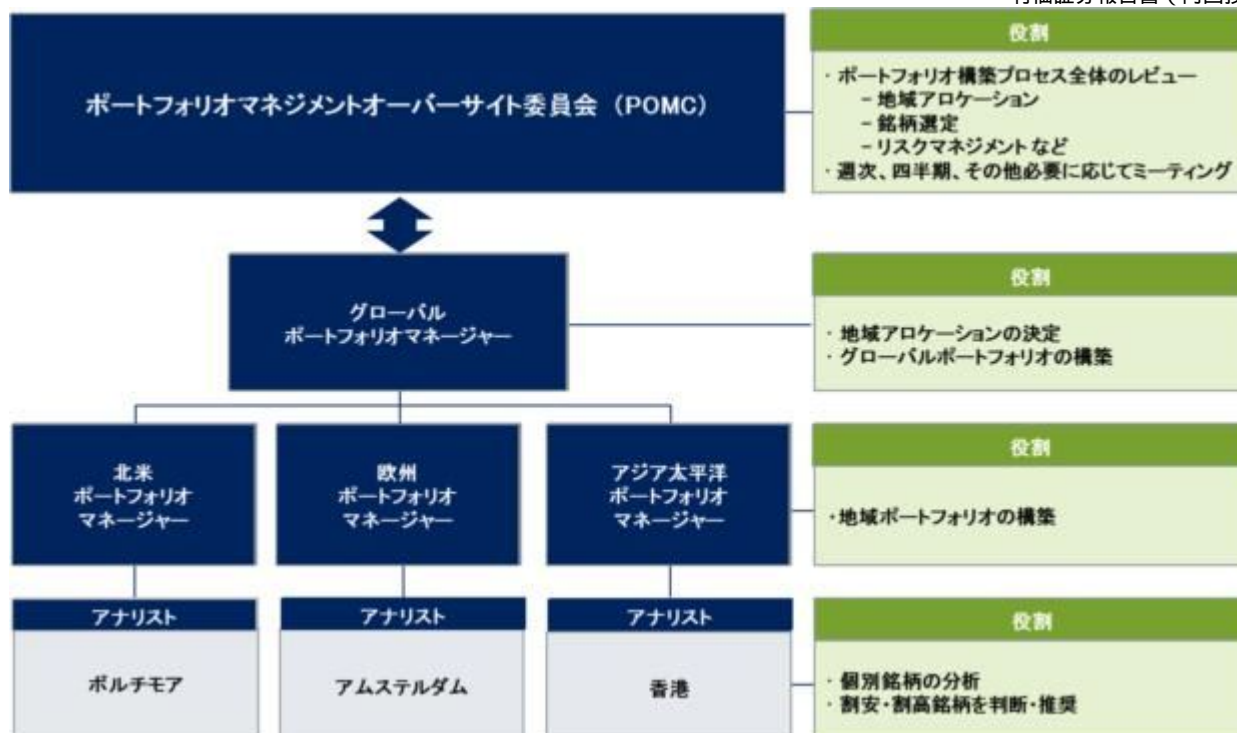 ポートフォリオマネジメントオーバーサイト委員会（POMC）
役割
・ポートフォリオ構築プロセス全体のレビュー
－地域アロケーション
－銘柄選定
－リスクマネジメントなど
・週次、四半期、その他必要に応じてミーティング
グローバル
ポートフォリオマネージャー
役割
・地域アロケーションの決定
・グローバルポートフォリオの構築
北米
ポートフォリオ
マネージャー
欧州
ポートフォリオ
マネージャー
アジア太平洋
ポートフォリオ
マネージャー
役割
・地域ポートフォリオの構築
アナリスト
ボルチモア
アナリスト
アムステルダム
アナリスト
香港
役割
・個別銘柄の分析
・割安・割高銘柄を判断・推奨